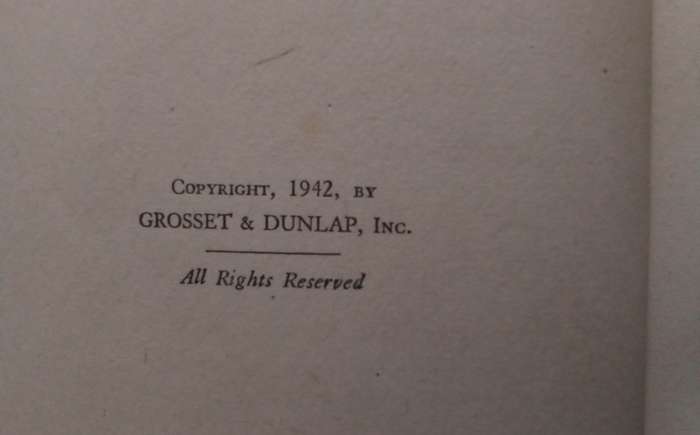 Copyright, 1942, by
GROSSET & DUNLAP, Inc.
All Rights Reserved